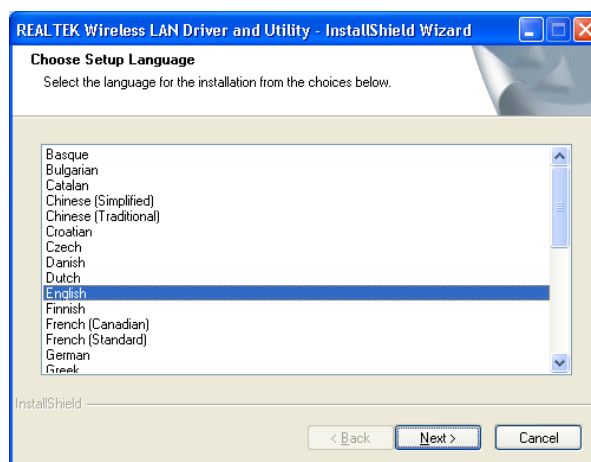 REALTEK Wireless LAN Driver and Utility - InstallShield Wizard
Choose Setup Language
Select the language for the installation from the choices below.
Basque
Bulgarian
Catalan
Chinese (Simplified)
Chinese (Traditional)
Croatian
Czech
Danish
Dutch
English
Finnish
French (Canadian)
French (Standard)
German
Greek
InstallShield
< Back
Next >
Cancel